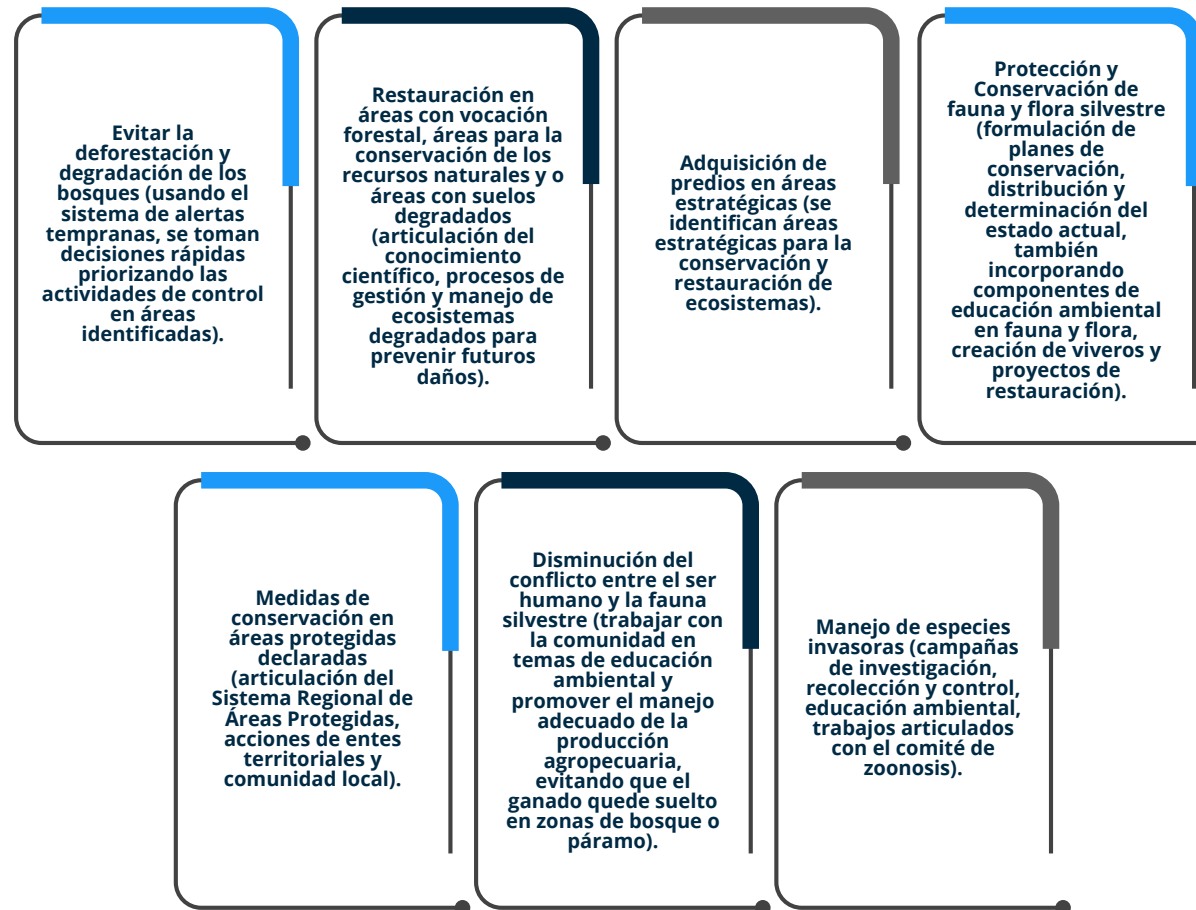 Evitar la
deforestación y
degradación de los
bosques (usando el
sistema de alertas
tempranas, se toman
decisiones rápidas
priorizando las
actividades de control
en áreas
identificadas).
Restauración en
áreas con vocación
forestal, áreas para la
conservación de los
recursos naturales y o
áreas con suelos
degradados
(articulación del
conocimiento
científico, procesos de
gestión y manejo de
ecosistemas
degradados para
prevenir futuros
daños).
Adquisición de
predios en áreas
estratégicas (se
identifican áreas
estratégicas para la
conservación y
restauración de
ecosistemas).
Protección y
Conservación de
fauna y flora silvestre
(formulación de
planes de
conservación,
distribución y
determinación del
estado actual,
también
incorporando
componentes de
educación ambiental
en fauna y flora,
creación de viveros y
proyectos de
restauración).
Medidas de
conservación en
áreas protegidas
declaradas
(articulación del
Sistema Regional de
Áreas Protegidas,
acciones de entes
territoriales y
comunidad local).
Disminución del
conflicto entre el ser
humano y la fauna
silvestre (trabajar con
la comunidad en
temas de educación
ambiental y
promover el manejo
adecuado de la
producción
agropecuaria,
evitando que el
ganado quede suelto
en zonas de bosque o
páramo).
Manejo de especies
invasoras (campañas
de investigación,
recolección y control,
educación ambiental,
trabajos articulados
con el comité de
zoonosis).